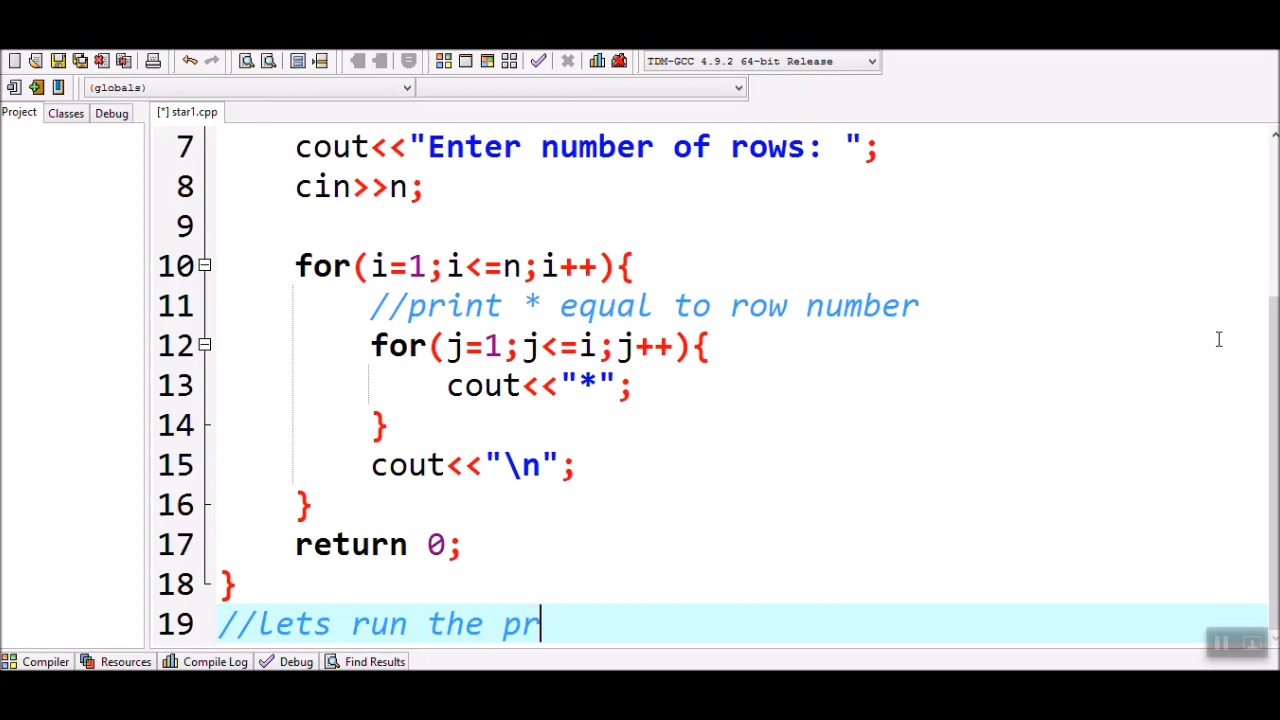 TDM-GCC 4.9.2 64-bit Release
(globals)
Project Classes Debug [*] star1.cpp
7 cout<<"Enter number of rows: ";
8 cin>>n;
9
10 for(i=1;i<=n;i++){
11 //print * equal to row number
12 for(j=1;j<=i;j++){
13 cout<<"*";
14 }
15 cout<<"\n";
16 }
17 return 0;
18 }
19 //lets run the pr
Compiler Resources Compile Log Debug Find Results